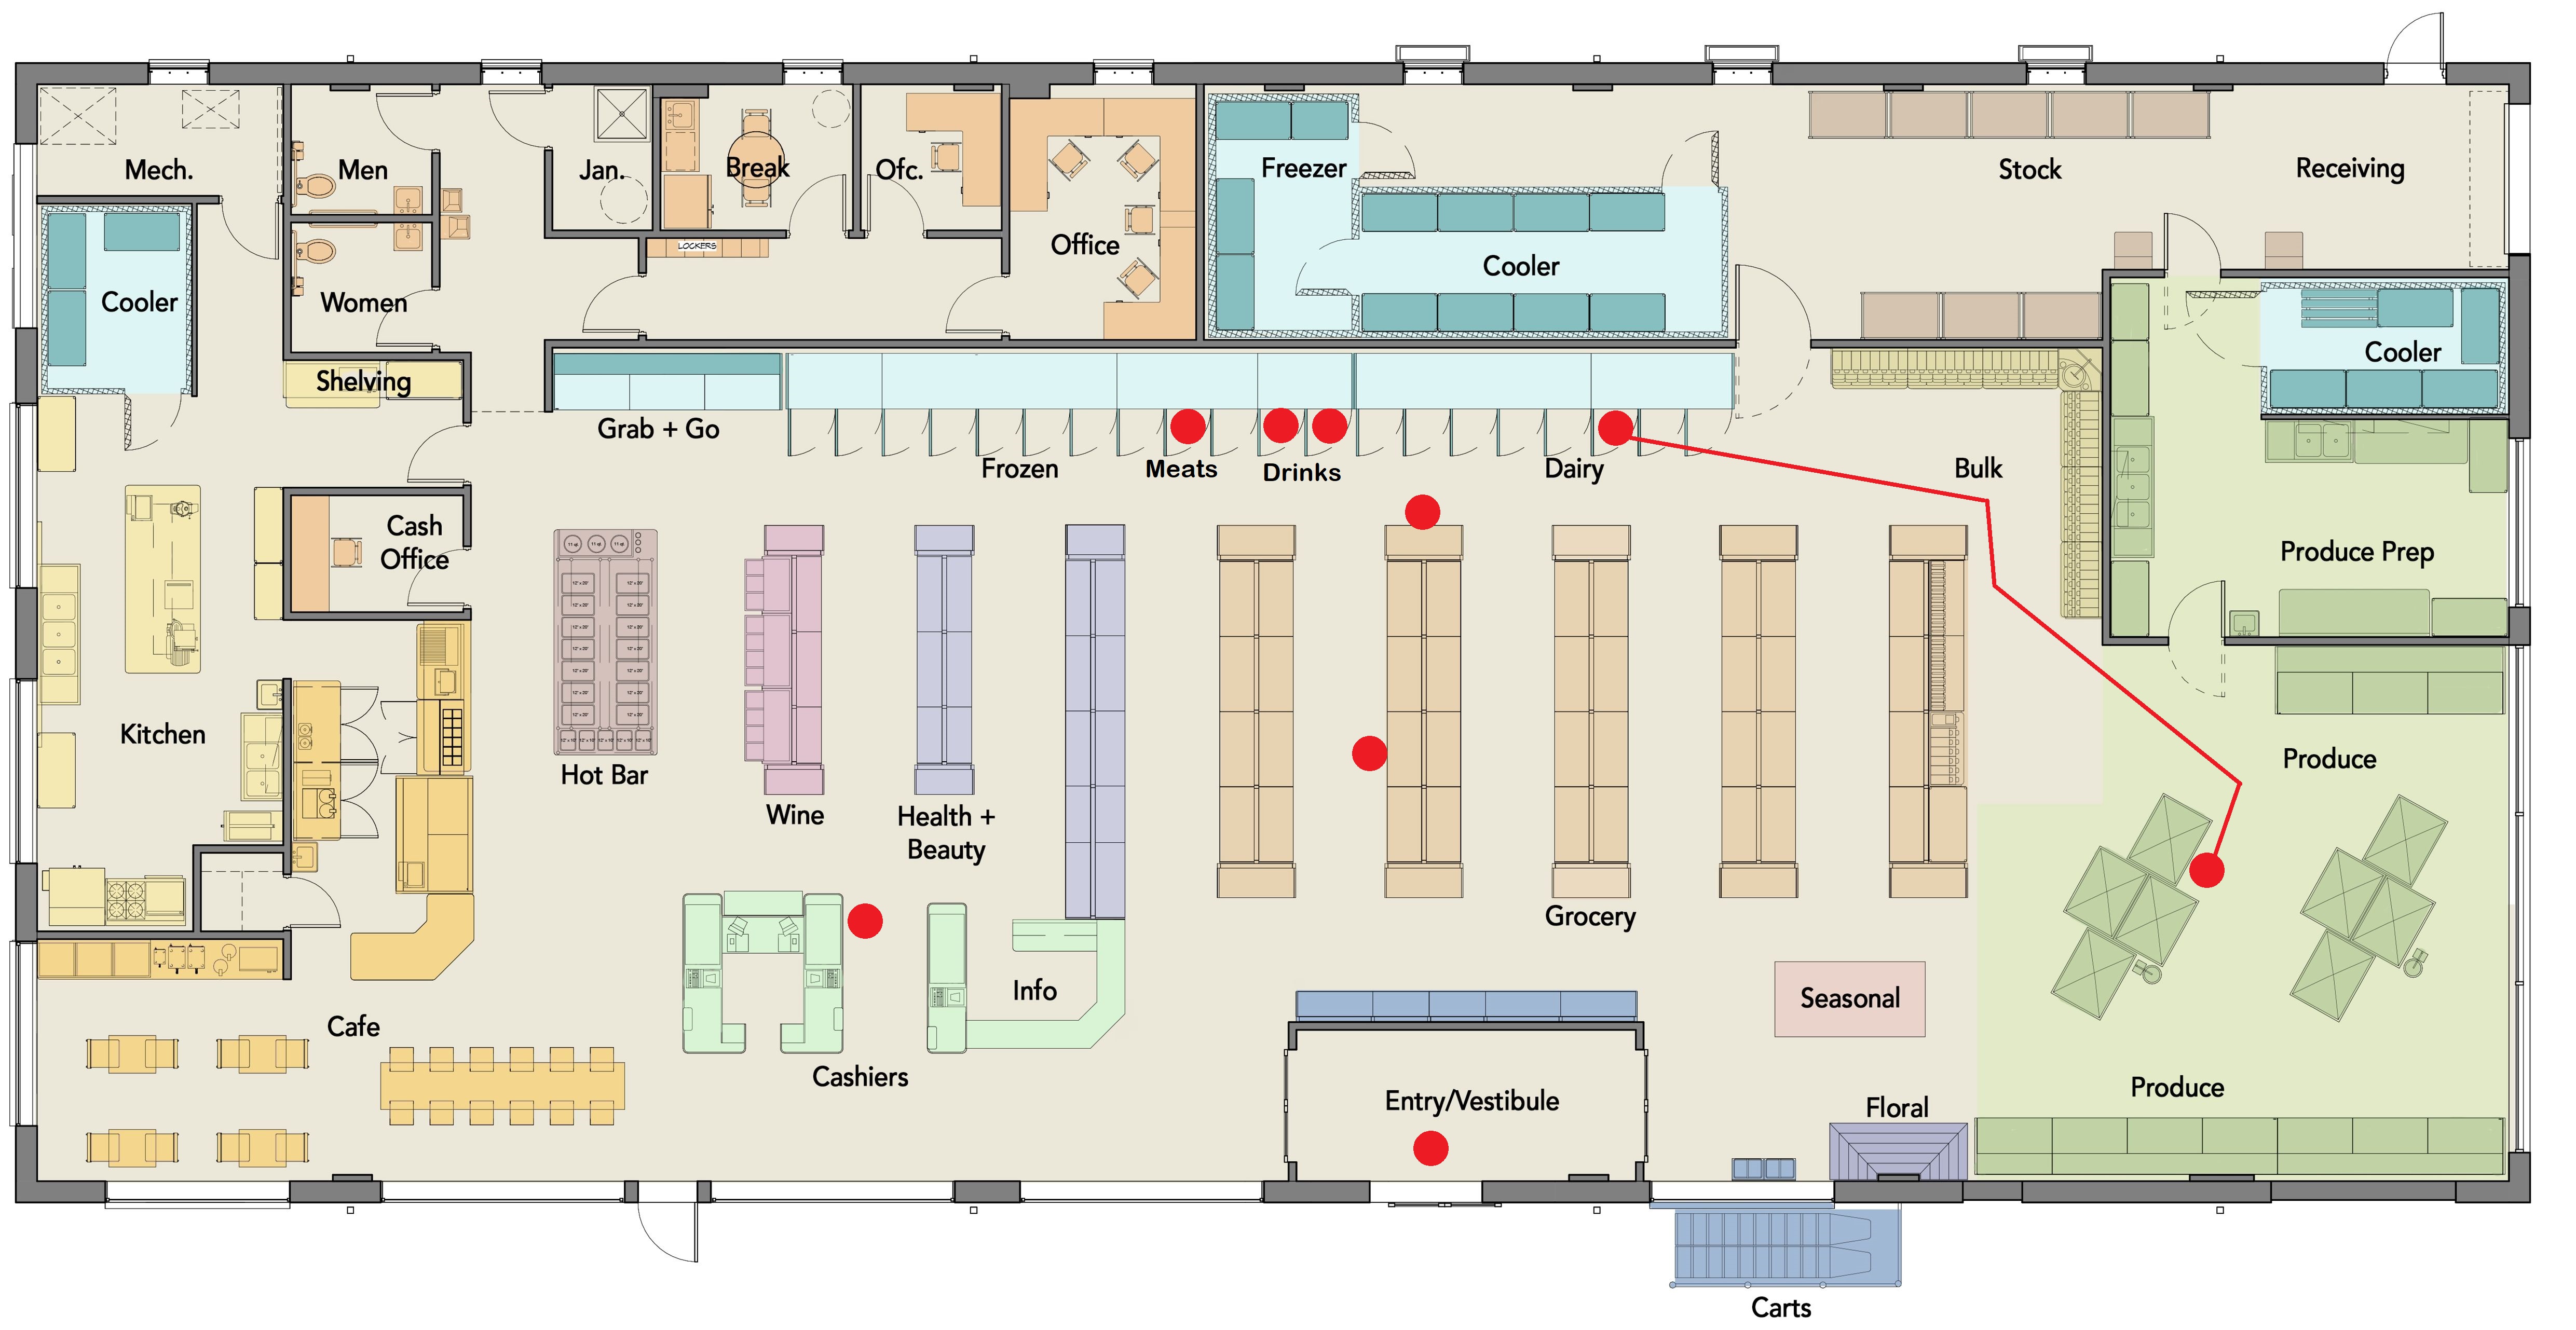 Mech.
Men
Jan.
Break
Ofc.
Office
Freezer
Cooler
Stock
Receiving
LOCKERS
Women
Cooler
Shelving
Cooler
Grab + Go
Frozen
Meats
Drinks
Dairy
Bulk
Cash
Office
Produce Prep
Kitchen
Hot Bar
Wine
Health +
Beauty
Grocery
Produce
Info
Seasonal
Cafe
Cashiers
Entry/Vestibule
Floral
Produce
Carts